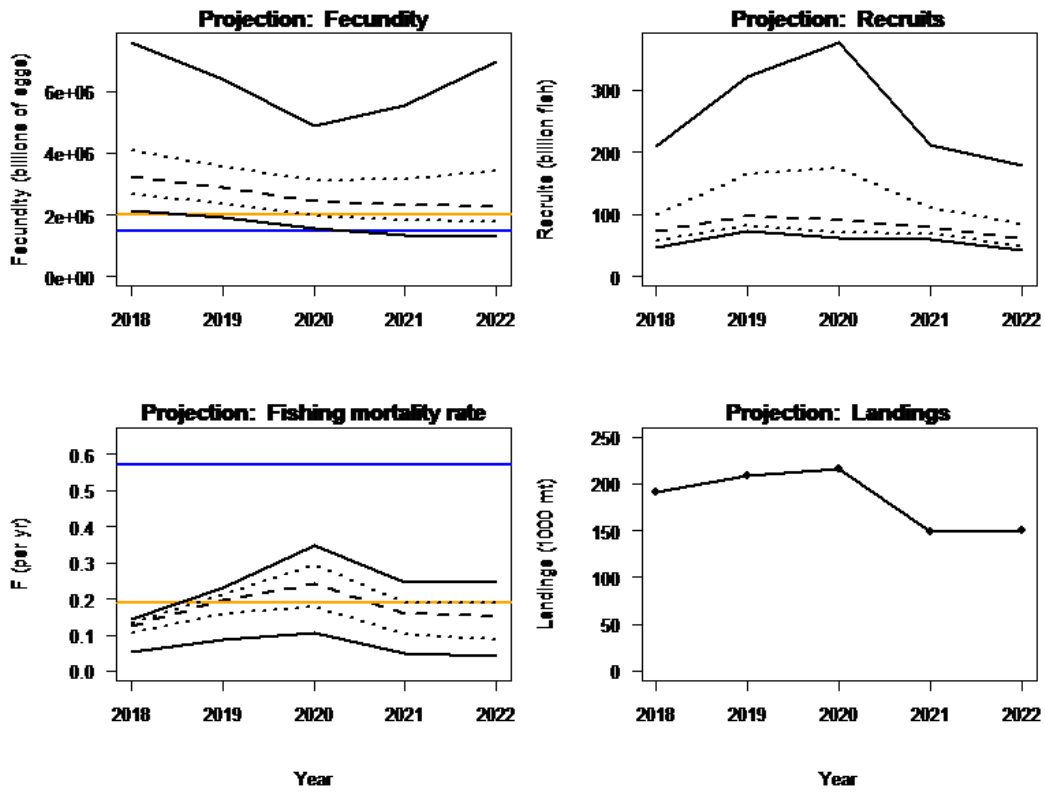 Projection: Fecundity
Fecundity (billions of eggs)
6e+06
4e+06
2e+06
0e+00
2018 2019 2020 2021 2022
Projection: Recruits
Recruits (billion fish)
300
200
100
0
2018 2019 2020 2021 2022
Projection: Fishing mortality rate
F (per yr)
0.6
0.5
0.4
0.3
0.2
0.1
0.0
2018 2019 2020 2021 2022
Year
Projection: Landings
Landings (1000 mt)
250
200
150
100
50
0
2018 2019 2020 2021 2022
Year